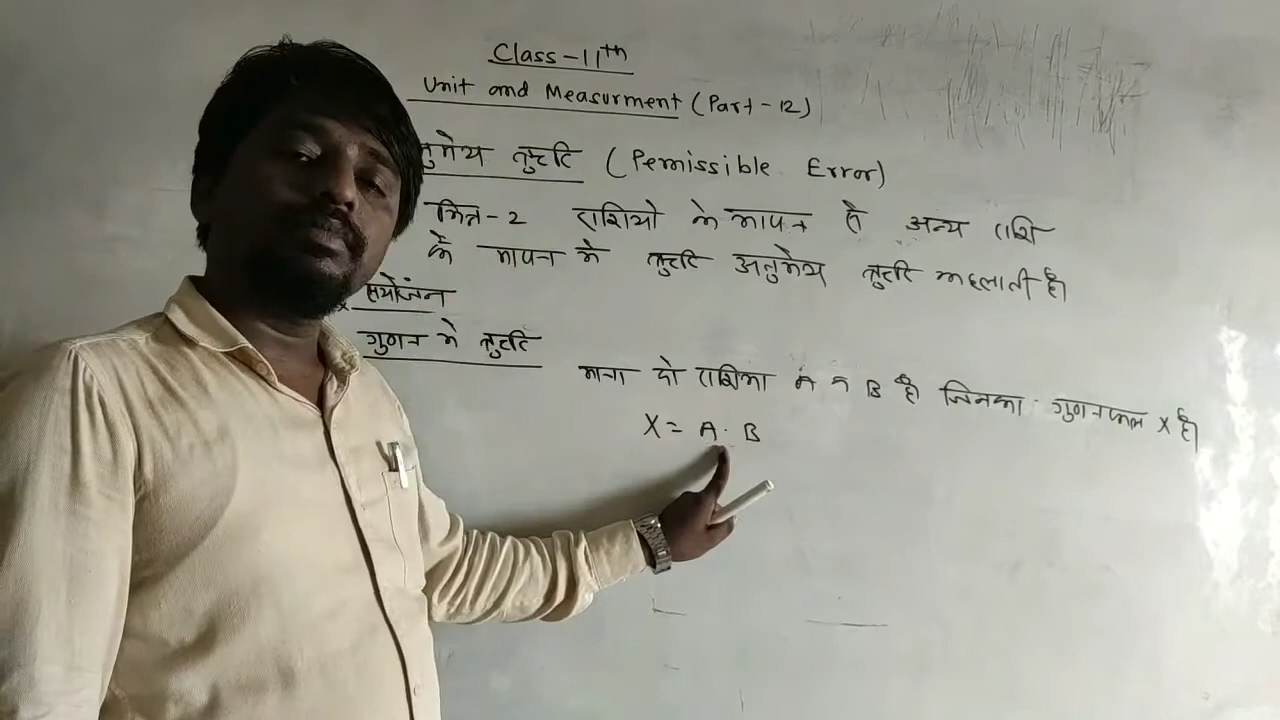 Class-11th
Unit and Measurment (Part-12)
नुमेय त्रुटि (Permissible Error)
भिन्न-2 राशियो के मापन से अन्य राशि
के मापन मे त्रुटि अनुमेय त्रुटि कहलाती है।
संयोजन
गुणन मे त्रुटि
माना दो राशिया A व B है जिनका गुणनफल X है।
X = A . B